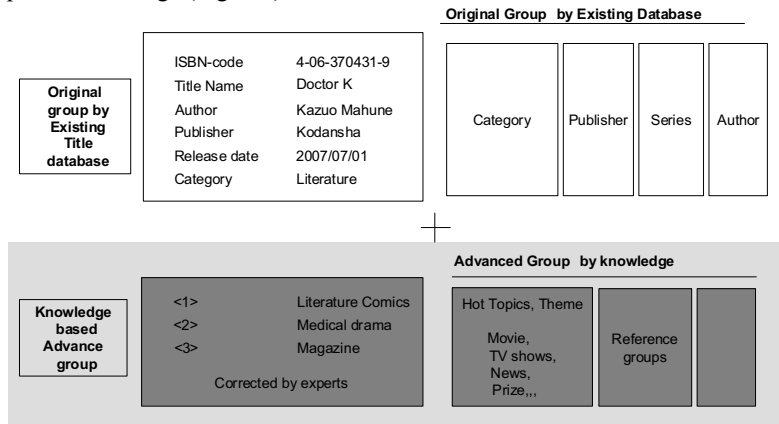 Original Group by Existing Database
Original
group by
Existing
Title
database
ISBN-code 4-06-370431-9
Title Name Doctor K
Author Kazuo Mahune
Publisher Kodansha
Release date 2007/07/01
Category Literature
Category Publisher Series Author
Advanced Group by knowledge
Knowledge
based
Advance
group
<1> Literature Comics
<2> Medical drama
<3> Magazine
Corrected by experts
Hot Topics, Theme
Movie,
TV shows,
News,
Prize,,,
Reference
groups